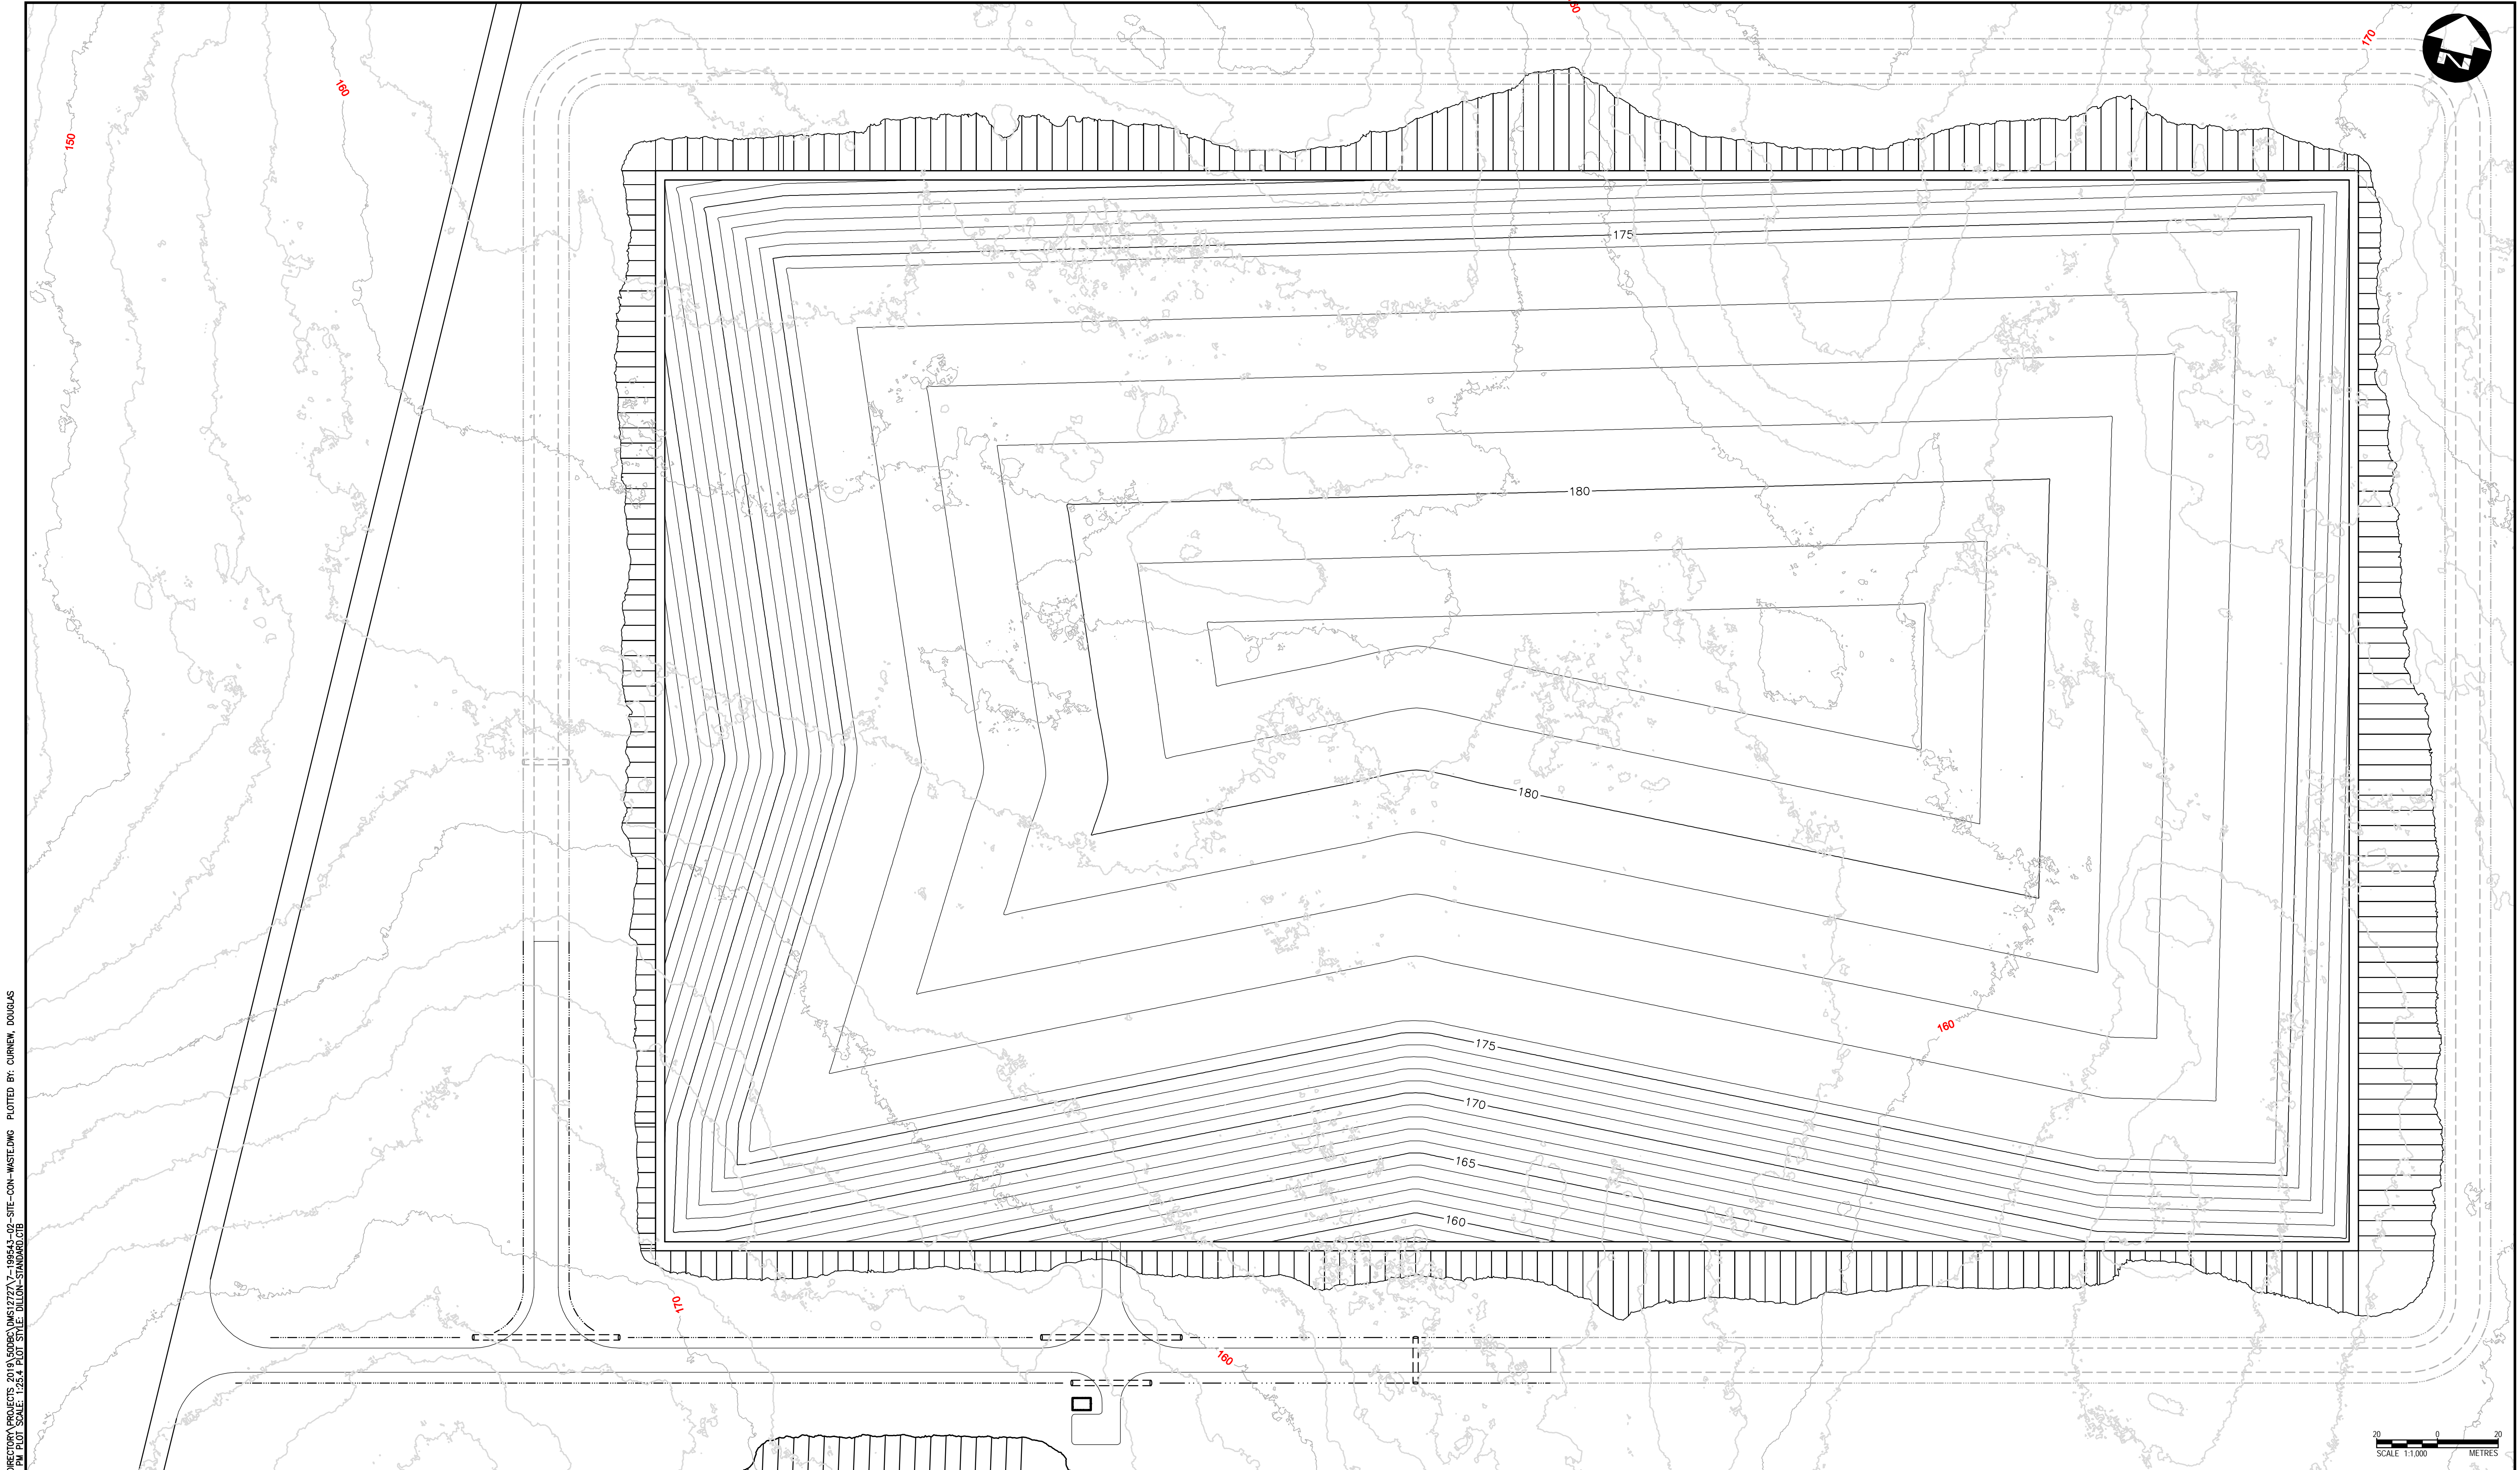 160
170
160
150
N
175
180
180
160
175
170
165
160
170
160
20 0 20
SCALE 1:1,000 METRES
DIRECTORY\PROJECTS 2019\50DBC\DMS12727\7-199543-02-SITE-CON-WASTE.DWG PLOTTED BY: CURNEW, DOUGLAS
PM PLOT SCALE: 1:25.4 PLOT STYLE: DILLON-STANDARD.CTB